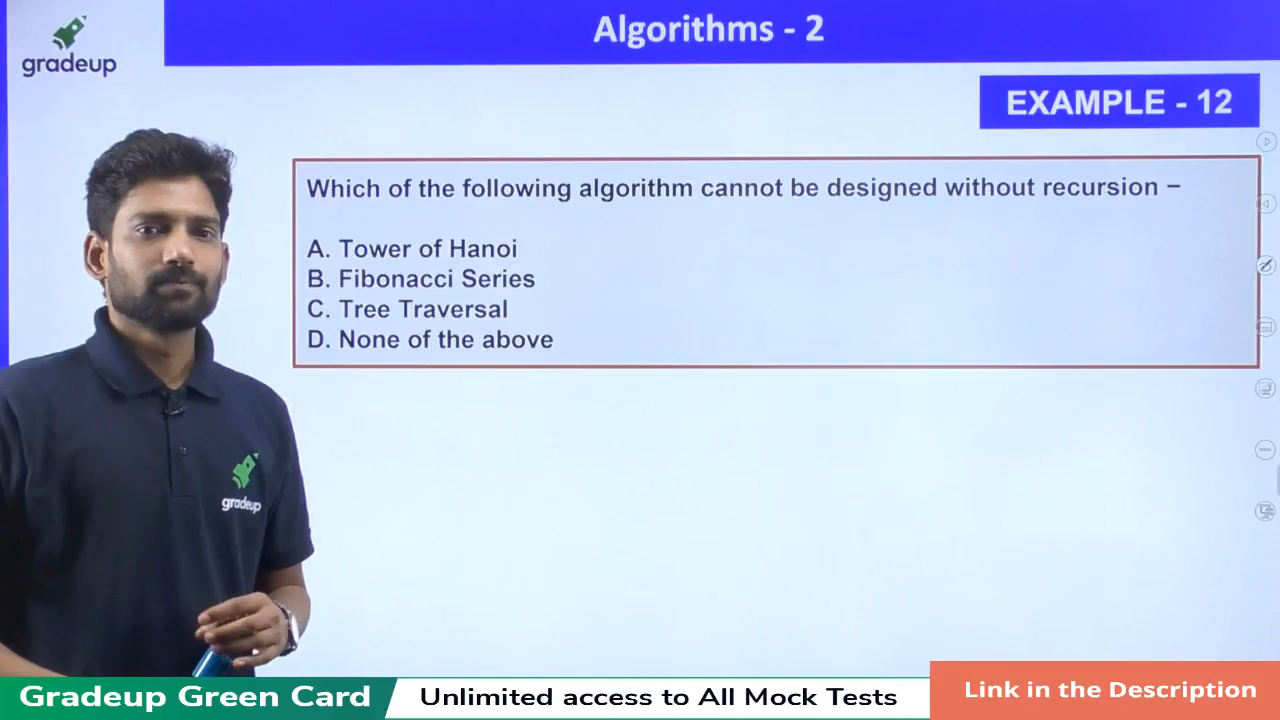 gradeup
Algorithms - 2
EXAMPLE - 12
Which of the following algorithm cannot be designed without recursion –
A. Tower of Hanoi
B. Fibonacci Series
C. Tree Traversal
D. None of the above
gradeup
Gradeup Green Card
Unlimited access to All Mock Tests
Link in the Description